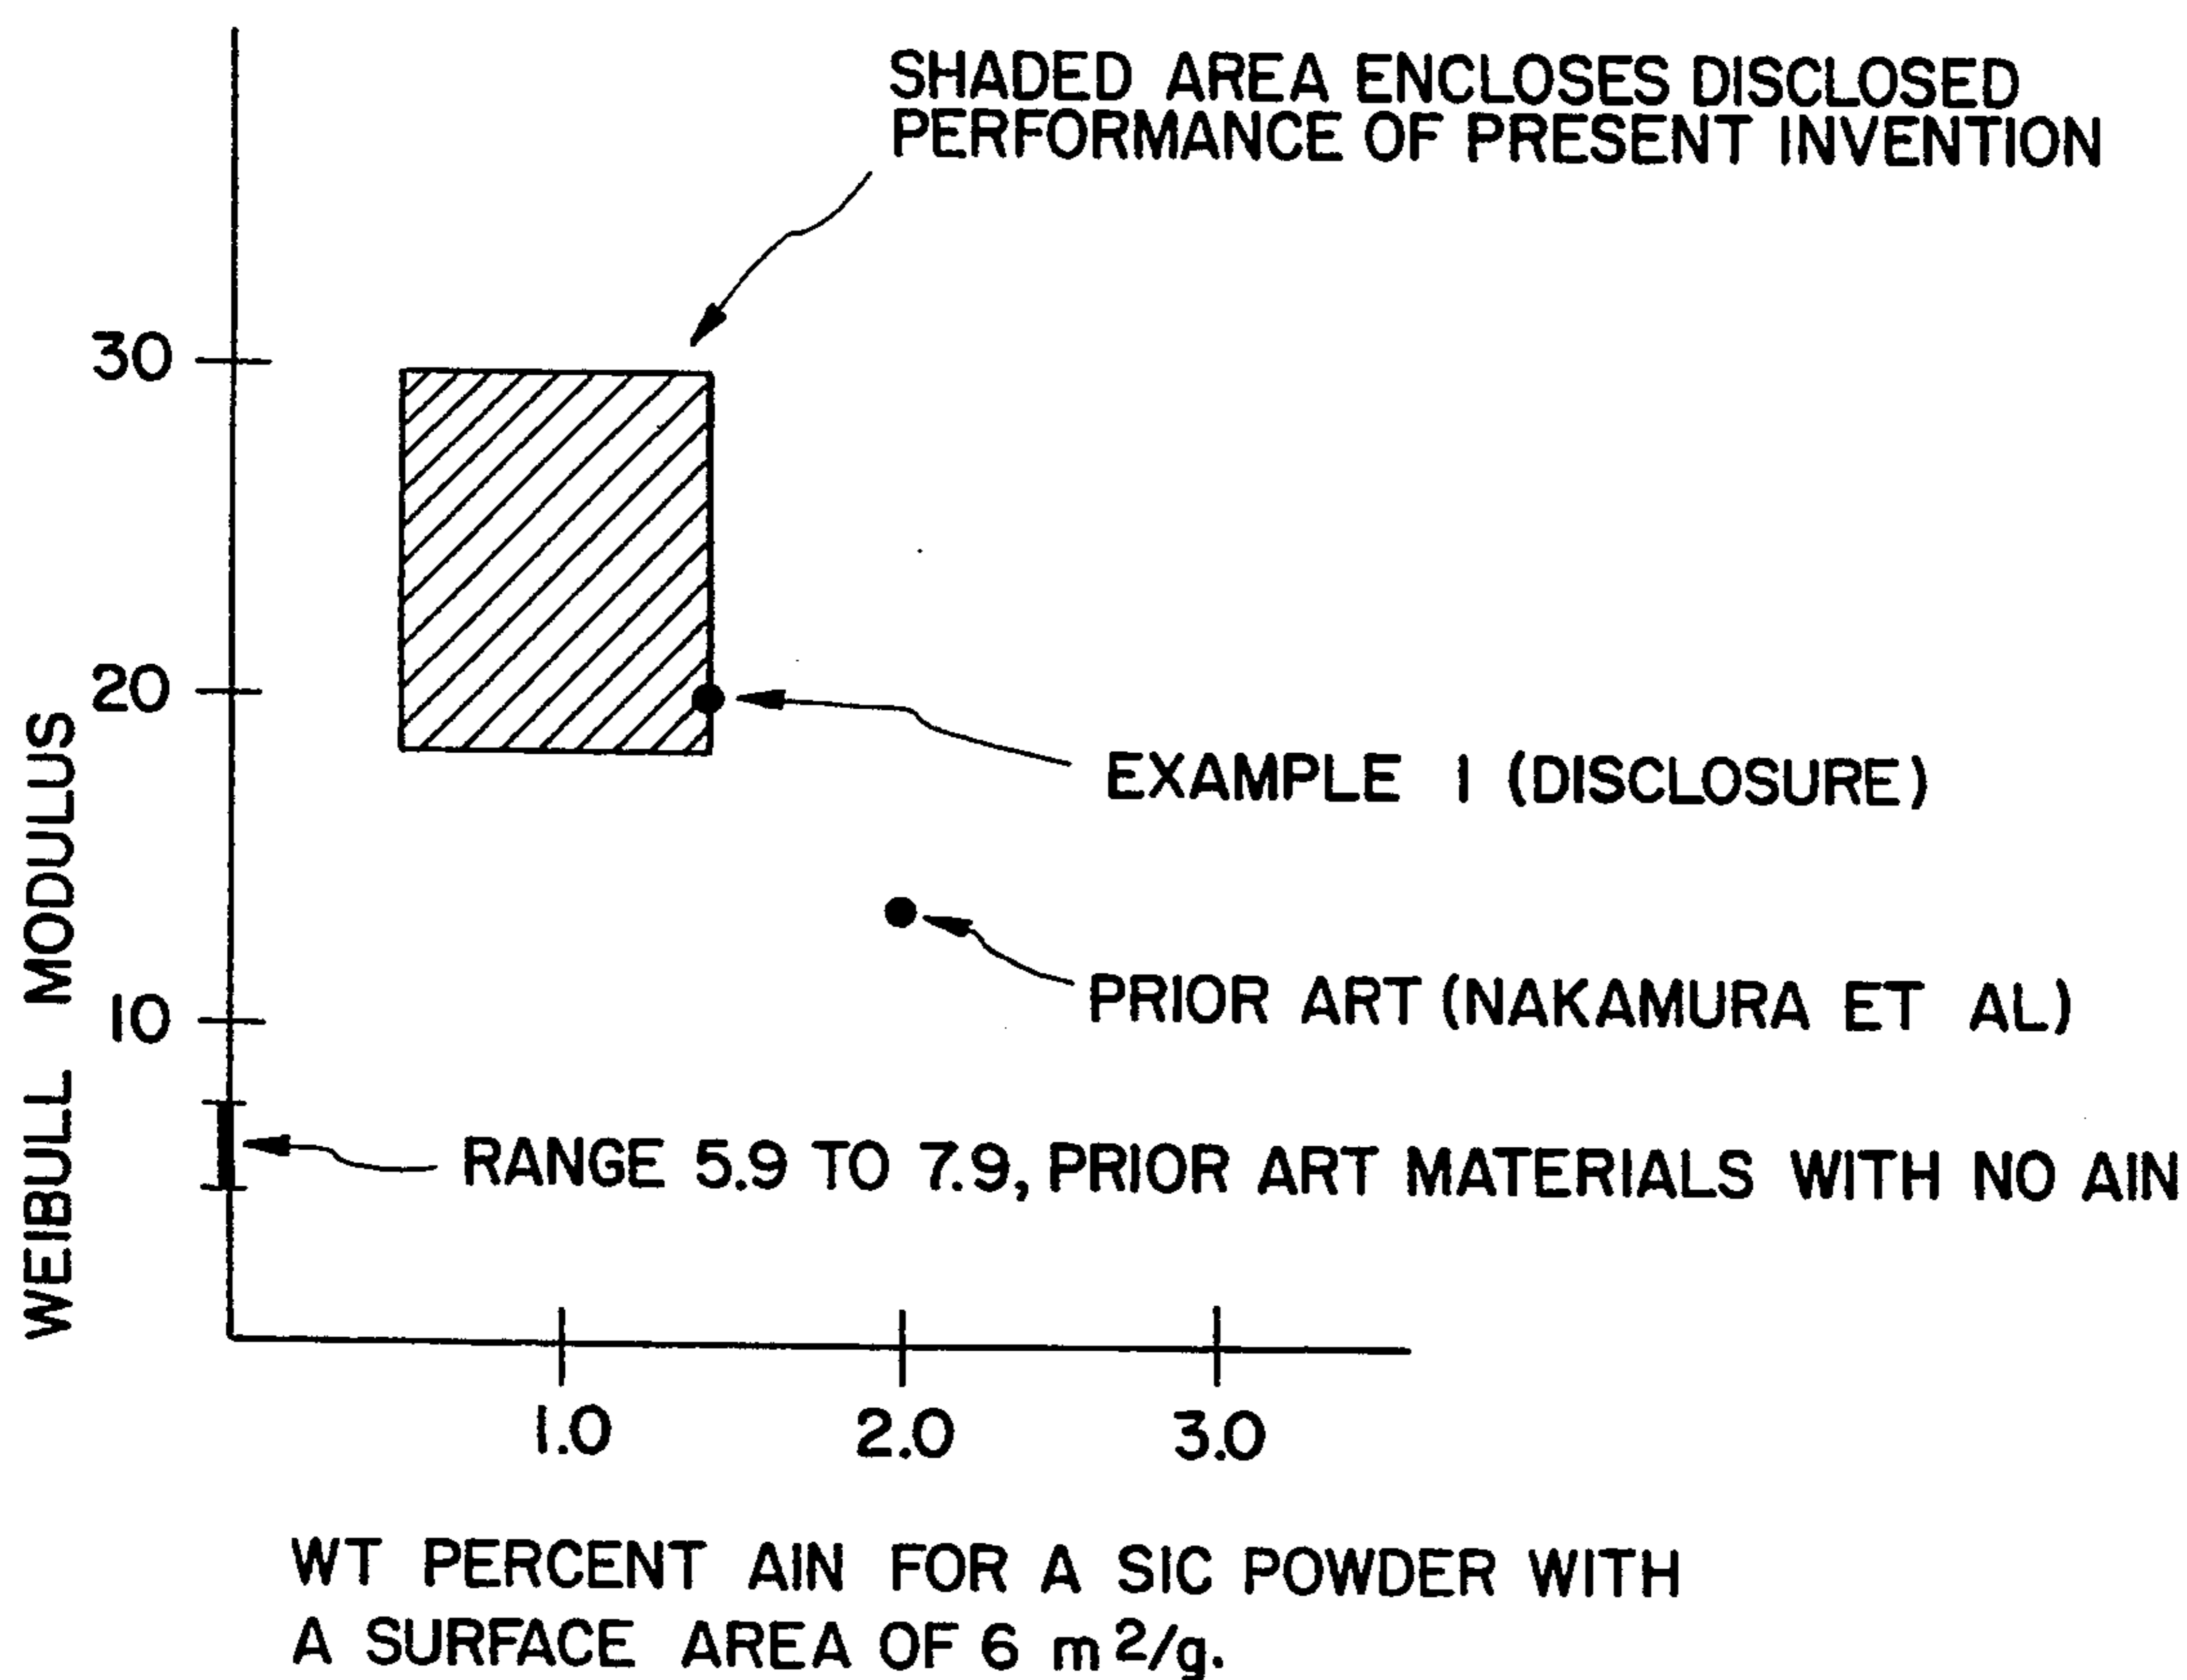 SHADED AREA ENCLOSES DISCLOSED
PERFORMANCE OF PRESENT INVENTION
30
20
EXAMPLE 1 (DISCLOSURE)
PRIOR ART (NAKAMURA ET AL)
10
RANGE 5.9 TO 7.9, PRIOR ART MATERIALS WITH NO AlN
WEIBULL MODULUS
1.0
2.0
3.0
WT PERCENT AlN FOR A SIC POWDER WITH
A SURFACE AREA OF 6 m2/g.